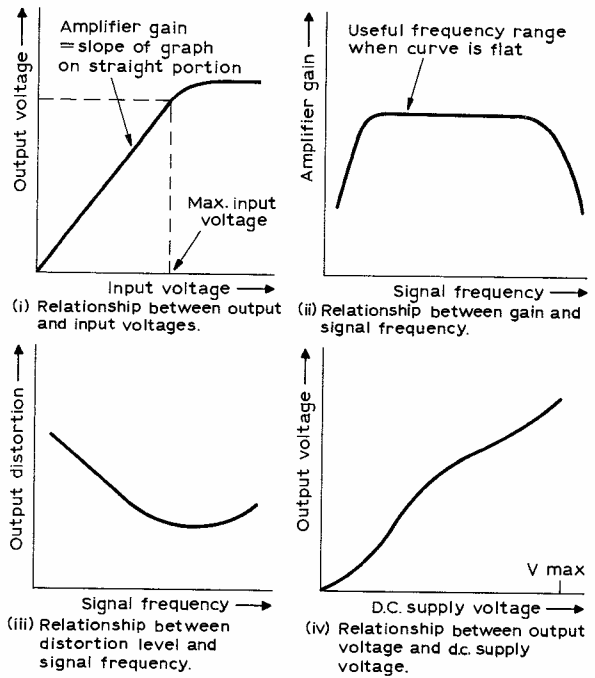 Amplifier gain
= slope of graph
on straight portion
Output voltage
Max. input
voltage
Input voltage
(i) Relationship between output
and input voltages.
Useful frequency range
when curve is flat
Amplifier gain
Signal frequency
(ii) Relationship between gain and
signal frequency.
Output distortion
Signal frequency
(iii) Relationship between
distortion level and
signal frequency.
Output voltage
V max
D.C. supply voltage
(iv) Relationship between output
voltage and d.c. supply
voltage.